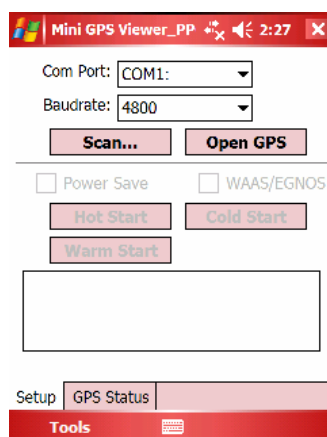 Mini GPS Viewer_PP 2:27
Com Port: COM1:
Baudrate: 4800
Scan... Open GPS
Power Save WAAS/EGNOS
Hot Start Cold Start
Warm Start
Setup GPS Status
Tools